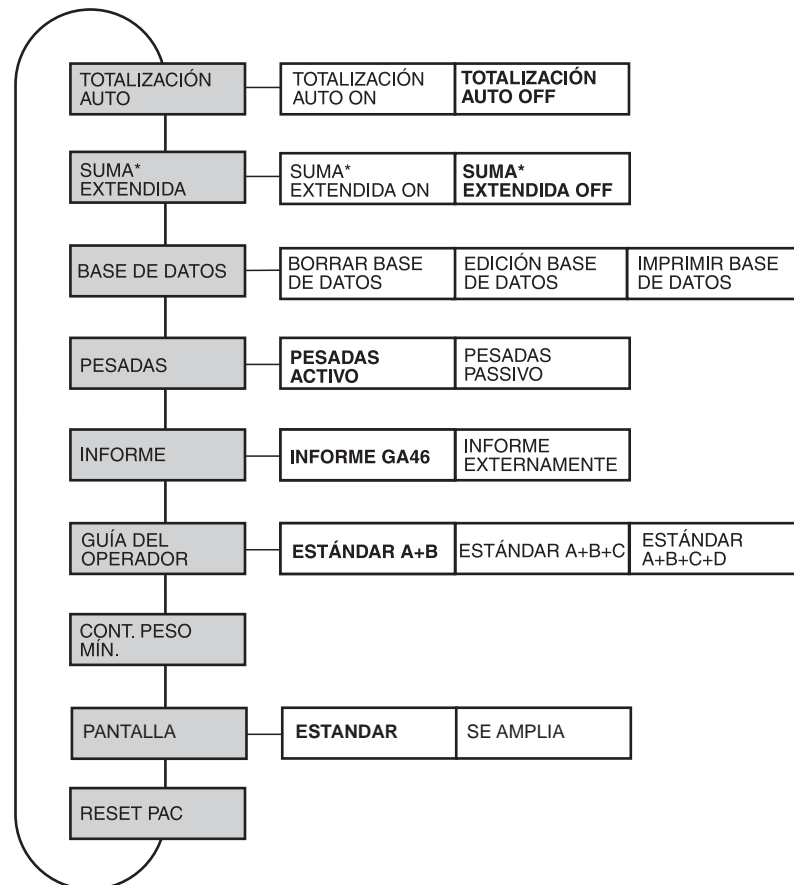 TOTALIZACIÓN
AUTO
TOTALIZACIÓN
AUTO ON
TOTALIZACIÓN
AUTO OFF
SUMA*
EXTENDIDA
SUMA*
EXTENDIDA ON
SUMA*
EXTENDIDA OFF
BASE DE DATOS
BORRAR BASE
DE DATOS
EDICIÓN BASE
DE DATOS
IMPRIMIR BASE
DE DATOS
PESADAS
PESADAS
ACTIVO
PESADAS
PASSIVO
INFORME
INFORME GA46
INFORME
EXTERNAMENTE
GUÍA DEL
OPERADOR
ESTÁNDAR A+B
ESTÁNDAR A+B+C
ESTÁNDAR
A+B+C+D
CONT. PESO
MÍN.
PANTALLA
ESTANDAR
SE AMPLIA
RESET PAC